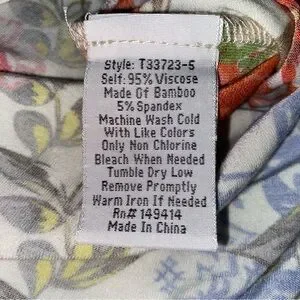 Style: T33723-5
Self: 95% Viscose
Made Of Bamboo
5% Spandex
Machine Wash Cold
With Like Colors
Only Non Chlorine
Bleach When Needed
Tumble Dry Low
Remove Promptly
Warm Iron If Needed
Rn# 149414
Made In China